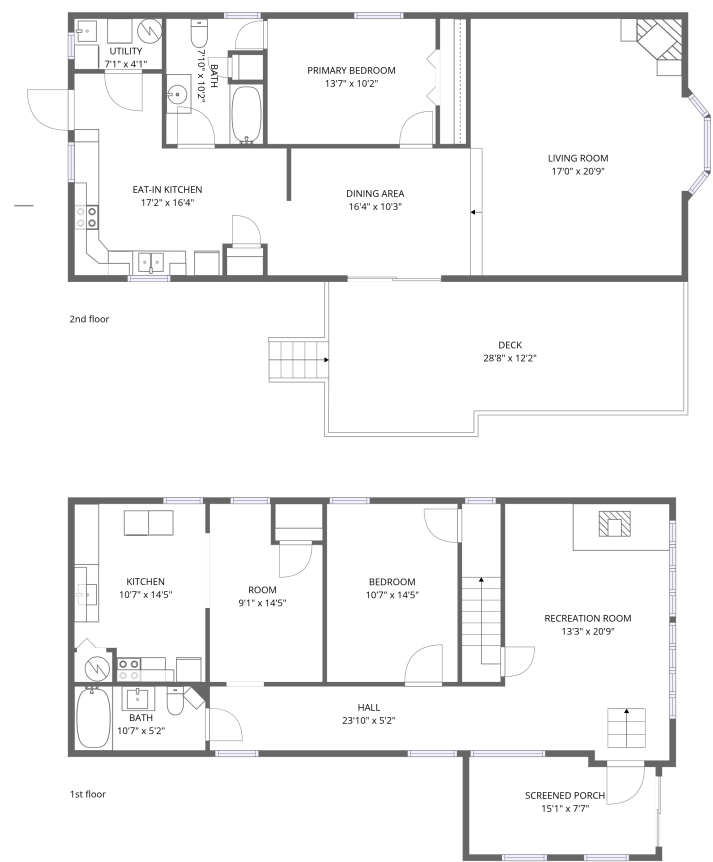 UTILITY
7'1" x 4'1"
BATH
7'10" x 10'2"
PRIMARY BEDROOM
13'7" x 10'2"
LIVING ROOM
17'0" x 20'9"
EAT-IN KITCHEN
17'2" x 16'4"
DINING AREA
16'4" x 10'3"
2nd floor
DECK
28'8" x 12'2"
KITCHEN
10'7" x 14'5"
ROOM
9'1" x 14'5"
BEDROOM
10'7" x 14'5"
RECREATION ROOM
13'3" x 20'9"
BATH
10'7" x 5'2"
HALL
23'10" x 5'2"
1st floor
SCREENED PORCH
15'1" x 7'7"